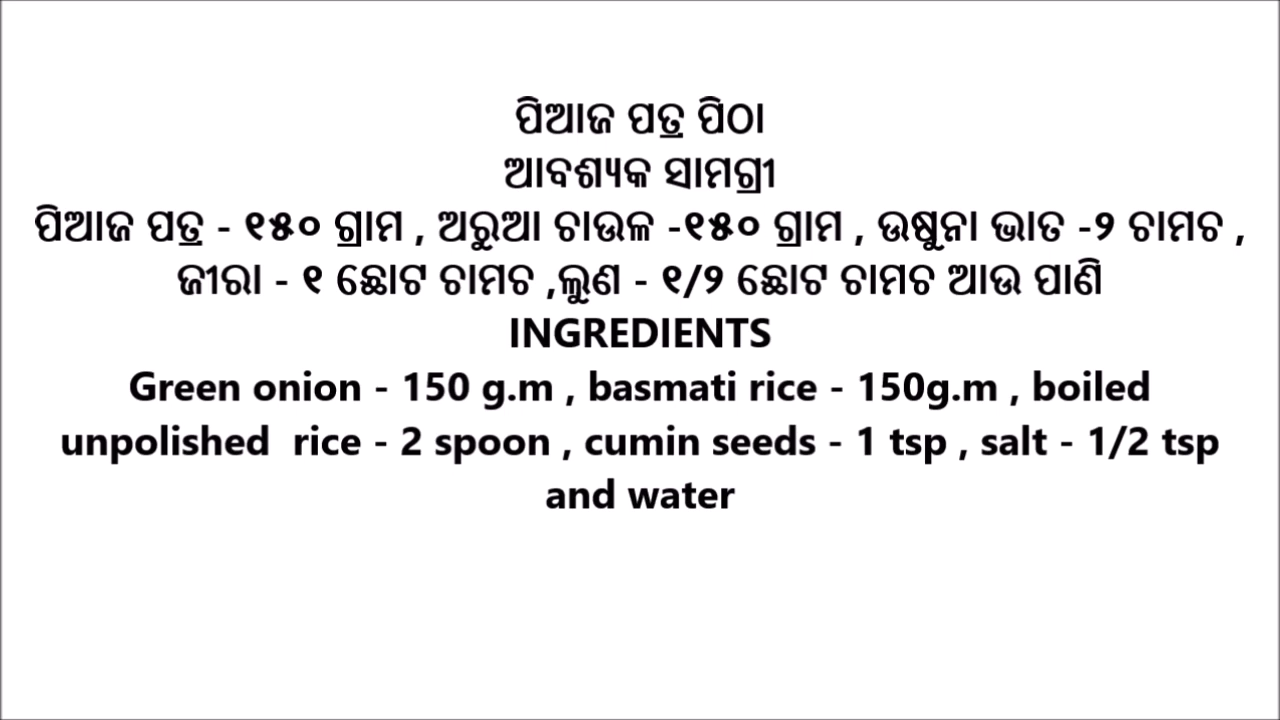 ପିଆଜ ପତ୍ର ପିଠା
ଆବଶ୍ୟକ ସାମଗ୍ରୀ
ପିଆଜ ପତ୍ର - ୧୫୦ ଗ୍ରାମ , ଅରୁଆ ଚାଉଳ -୧୫୦ ଗ୍ରାମ , ଉଷୁନା ଭାତ -୨ ଚାମଚ ,
ଜୀରା - ୧ ଛୋଟ ଚାମଚ ,ଲୁଣ - ୧/୨ ଛୋଟ ଚାମଚ ଆଉ ପାଣି
INGREDIENTS
Green onion - 150 g.m , basmati rice - 150g.m , boiled
unpolished  rice - 2 spoon , cumin seeds - 1 tsp , salt - 1/2 tsp
and water